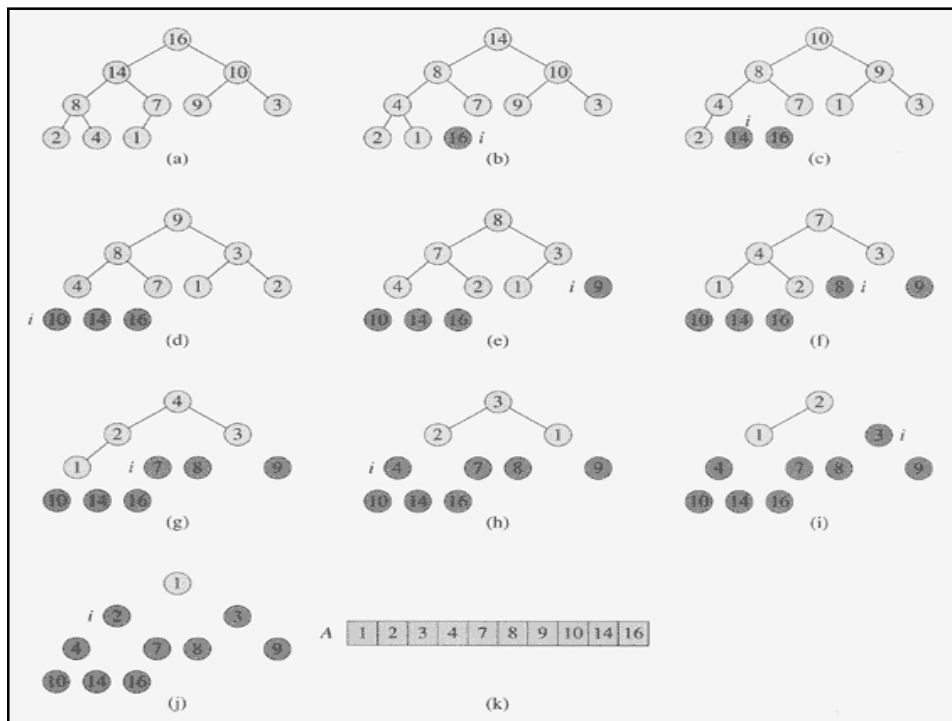 16 14 10
14 10 8 10 8 9
8 7 9 3 4 7 9 3 4 7 1 3
2 4 1 2 1 16 i 2 i 14 16
(a) (b) (c)
9 8 7
8 3 7 3 4 3
4 7 1 2 4 2 1 i 9 1 2 8 i 9
i 10 14 16 10 14 16 10 14 16
(d) (e) (f)
4 3 2
2 3 2 1 1 3 i
1 i 7 8 9 i 4 7 8 9 4 7 8 9
10 14 16 10 14 16 10 14 16
(g) (h) (i)
1
i 2 3
A 1 2 3 4 7 8 9 10 14 16
4 7 8 9
10 14 16
(j) (k)